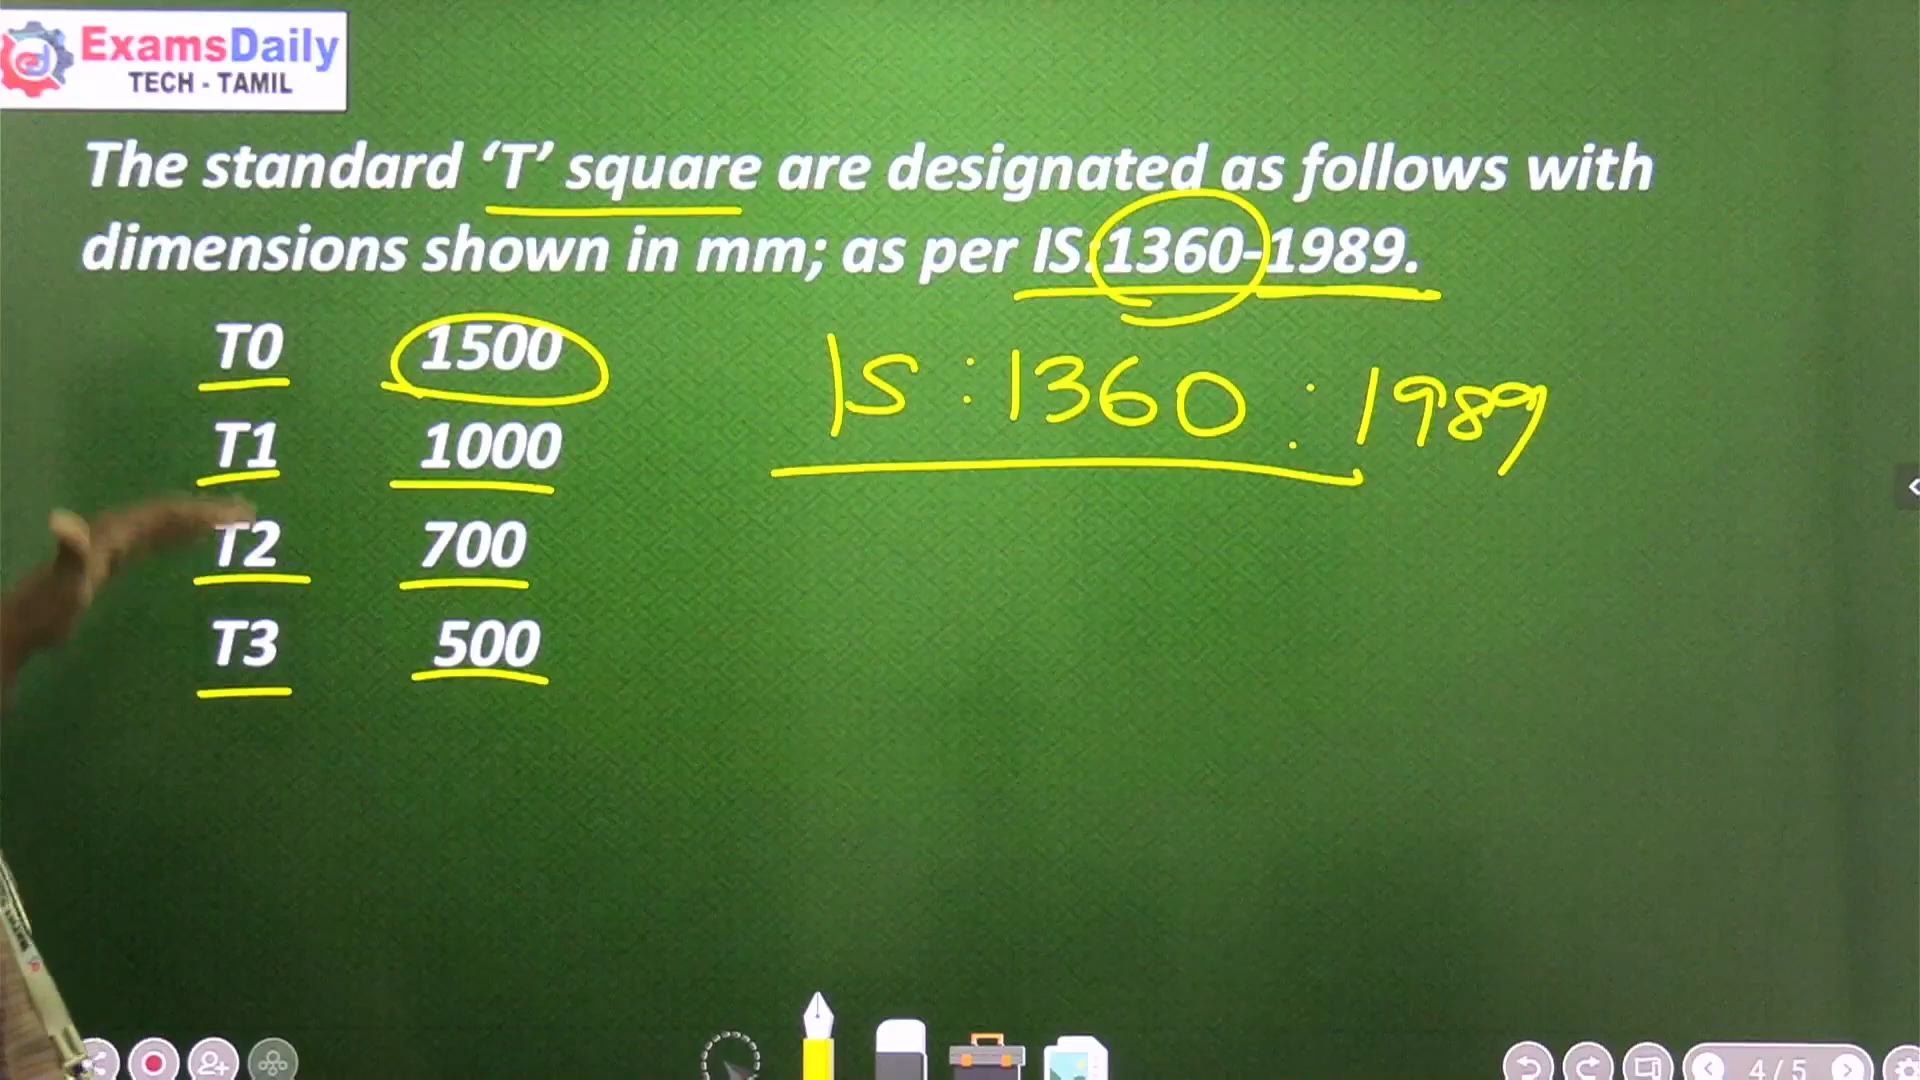 ExamsDaily
TECH - TAMIL
The standard ‘T’ square are designated as follows with
dimensions shown in mm; as per IS:1360-1989.
T0 1500
IS : 1360 : 1989
T1 1000
T2 700
T3 500
4/5